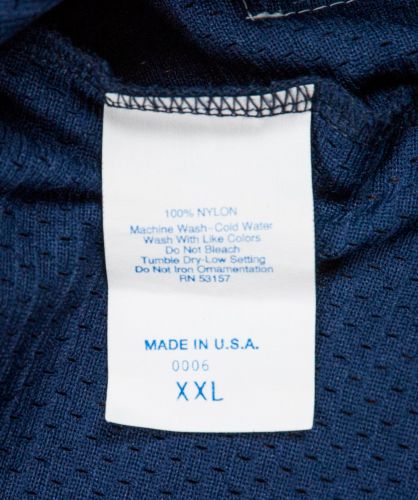 100% NYLON
Machine Wash-Cold Water
Wash With Like Colors
Do Not Bleach
Tumble Dry-Low Setting
Do Not Iron Ornamentation
RN 53157
MADE IN U.S.A.
0006
XXL